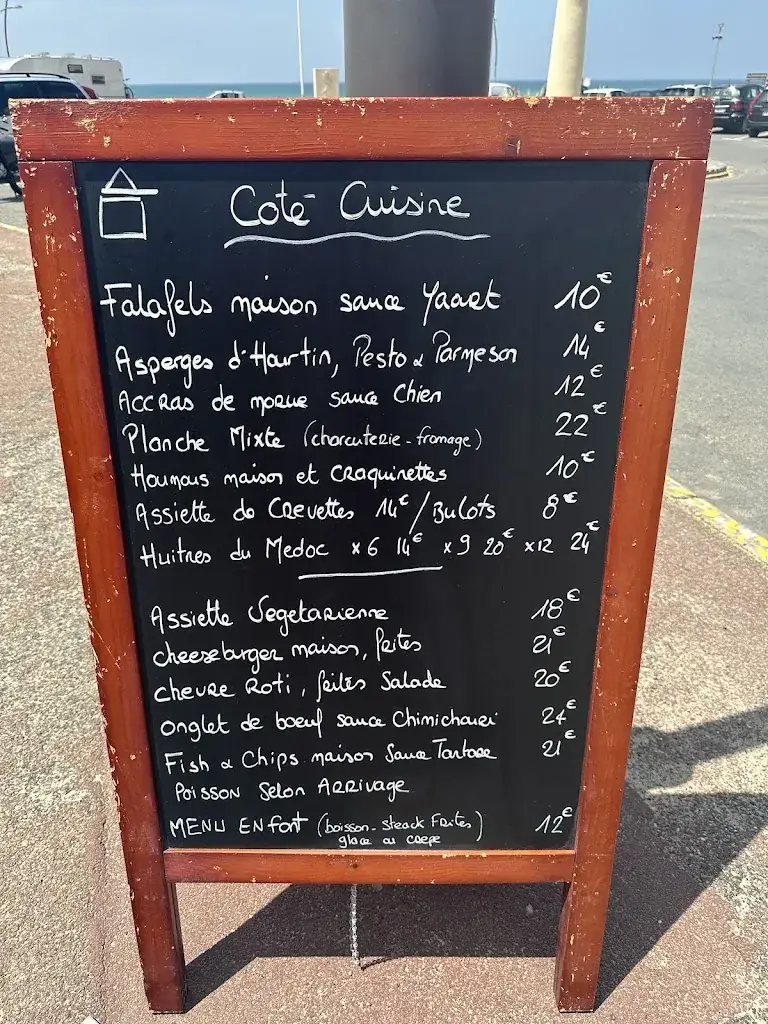 Coté Cuisine
Falafels maison sauce Yaourt 10€
Asperges d'Hourtin, Pesto & Parmesan 14€
Accras de morue sauce Chien 12€
Planche Mixte (charcuterie - fromage) 22€
Houmous maison et craquinettes 10€
Assiette de Crevettes 14€ / Bulots 8€
Huitres du Medoc x6 14€ x9 20€ x12 24€
Assiette Vegetarienne 18€
cheeseburger maison, frites 21€
chevre Roti, frites Salade 20€
onglet de boeuf sauce Chimichurri 24€
Fish & Chips maison Sauce Tartare 21€
Poisson Selon Arrivage
MENU Enfant (boisson - Steack Frites) 12€
glace ou crepe